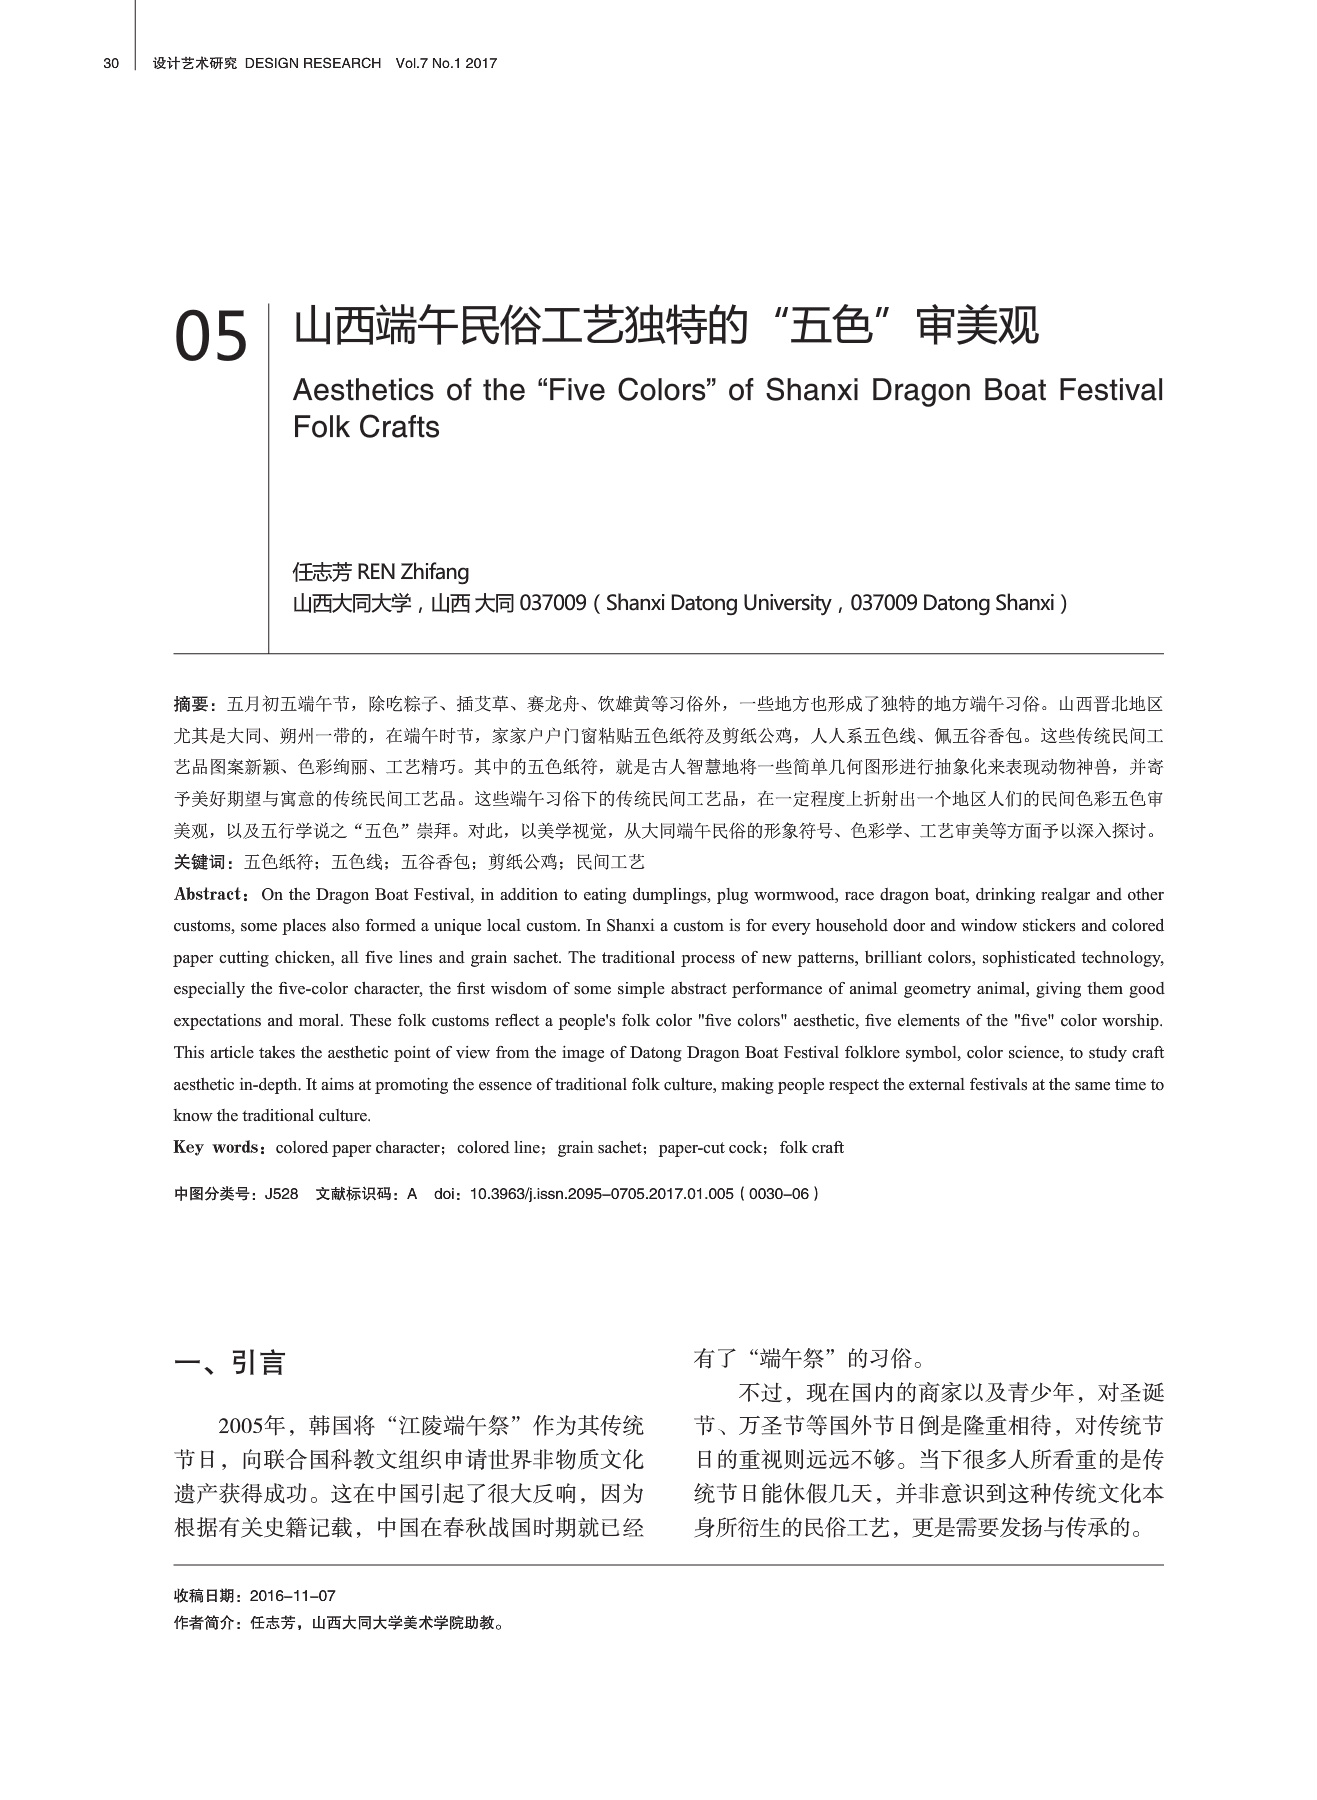 30 设计艺术研究 DESIGN RESEARCH Vol.7 No.1 2017
05
山西端午民俗工艺独特的“五色”审美观
Aesthetics of the “Five Colors” of Shanxi Dragon Boat Festival
Folk Crafts
任志芳 REN Zhifang
山西大同大学，山西 大同 037009（Shanxi Datong University，037009 Datong Shanxi）
摘要：五月初五端午节，除吃粽子、插艾草、赛龙舟、饮雄黄等习俗外，一些地方也形成了独特的地方端午习俗。山西晋北地区
尤其是大同、朔州一带的，在端午时节，家家户户门窗粘贴五色纸符及剪纸公鸡，人人系五色线、佩五谷香包。这些传统民间工
艺品图案新颖、色彩绚丽、工艺精巧。其中的五色纸符，就是古人智慧地将一些简单几何图形进行抽象化来表现动物神兽，并寄
予美好期望与寓意的传统民间工艺品。这些端午习俗下的传统民间工艺品，在一定程度上折射出一个地区人们的民间色彩五色审
美观，以及五行学说之“五色”崇拜。对此，以美学视觉，从大同端午民俗的形象符号、色彩学、工艺审美等方面予以深入探讨。
关键词：五色纸符；五色线；五谷香包；剪纸公鸡；民间工艺
Abstract：On the Dragon Boat Festival, in addition to eating dumplings, plug wormwood, race dragon boat, drinking realgar and other
customs, some places also formed a unique local custom. In Shanxi a custom is for every household door and window stickers and colored
paper cutting chicken, all five lines and grain sachet. The traditional process of new patterns, brilliant colors, sophisticated technology,
especially the five-color character, the first wisdom of some simple abstract performance of animal geometry animal, giving them good
expectations and moral. These folk customs reflect a people's folk color "five colors" aesthetic, five elements of the "five" color worship.
This article takes the aesthetic point of view from the image of Datong Dragon Boat Festival folklore symbol, color science, to study craft
aesthetic in-depth. It aims at promoting the essence of traditional folk culture, making people respect the external festivals at the same time to
know the traditional culture.
Key words：colored paper character；colored line；grain sachet；paper-cut cock；folk craft
中图分类号：J528 文献标识码：A doi：10.3963/j.issn.2095-0705.2017.01.005（0030-06）
一、引言
2005年，韩国将“江陵端午祭”作为其传统
节日，向联合国科教文组织申请世界非物质文化
遗产获得成功。这在中国引起了很大反响，因为
根据有关史籍记载，中国在春秋战国时期就已经
有了“端午祭”的习俗。
不过，现在国内的商家以及青少年，对圣诞
节、万圣节等国外节日倒是隆重相待，对传统节
日的重视则远远不够。当下很多人所看重的是传
统节日能休假几天，并非意识到这种传统文化本
身所衍生的民俗工艺，更是需要发扬与传承的。
收稿日期：2016-11-07
作者简介：任志芳，山西大同大学美术学院助教。